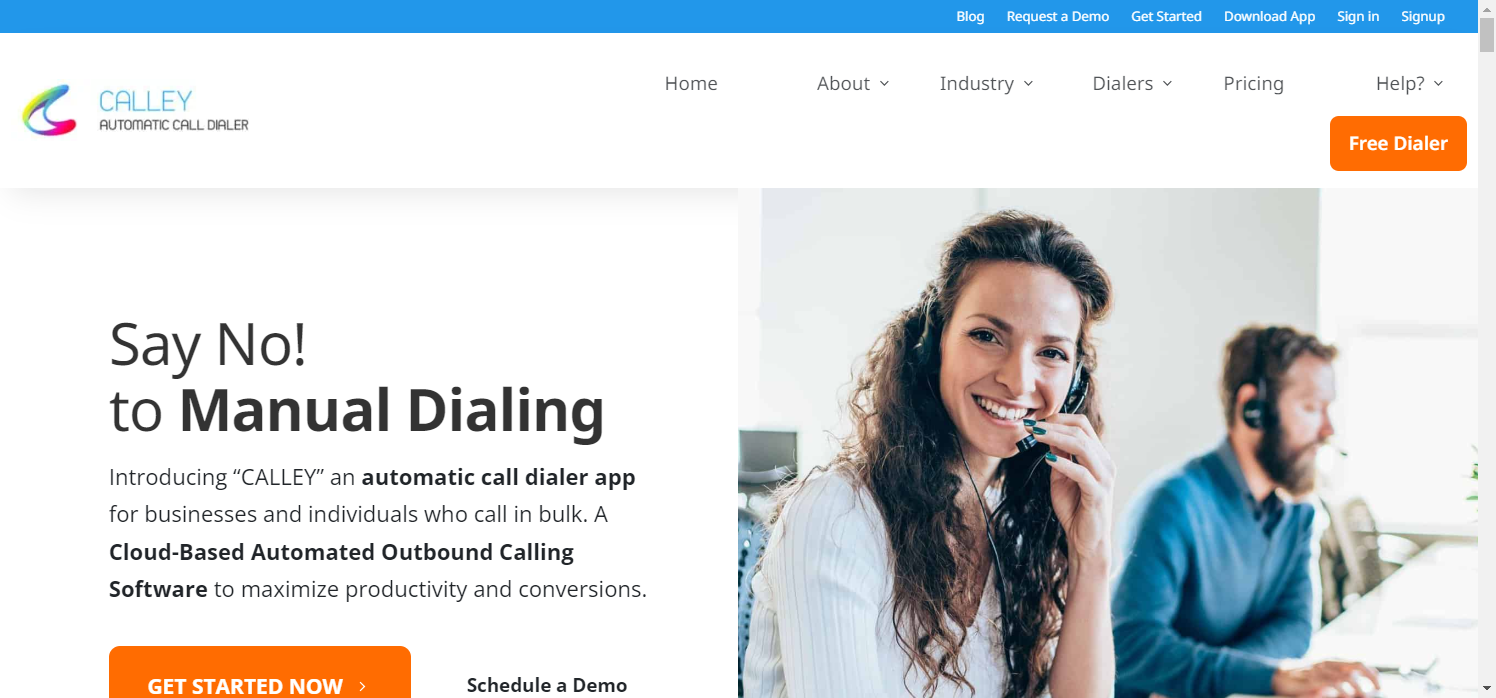 Blog Request a Demo Get Started Download App Sign in Signup
Home About Industry Dialers Pricing Help?
CALLEY
AUTOMATIC CALL DIALER
Free Dialer
Say No!
to Manual Dialing
Introducing “CALLEY” an automatic call dialer app
for businesses and individuals who call in bulk. A
Cloud-Based Automated Outbound Calling
Software to maximize productivity and conversions.
GET STARTED NOW
Schedule a Demo